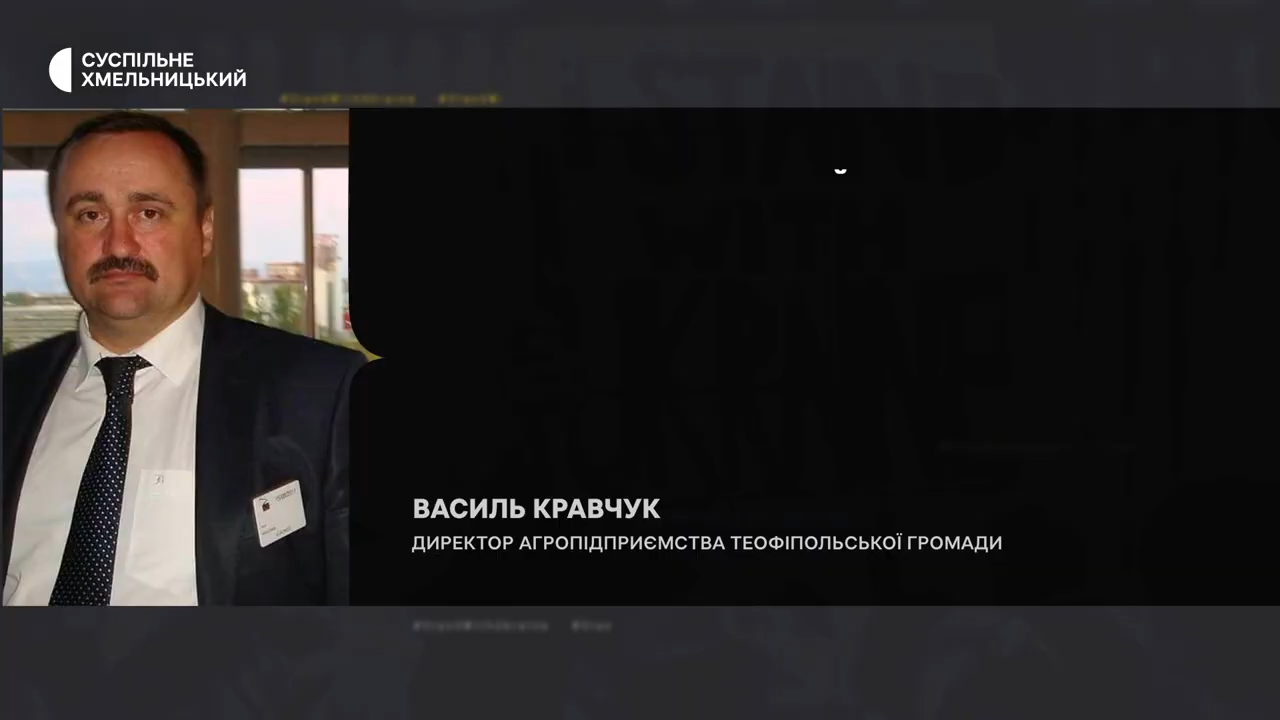 СУСПІЛЬНЕ
ХМЕЛЬНИЦЬКИЙ
ВАСИЛЬ КРАВЧУК
ДИРЕКТОР АГРОПІДПРИЄМСТВА ТЕОФІПОЛЬСЬКОЇ ГРОМАДИ